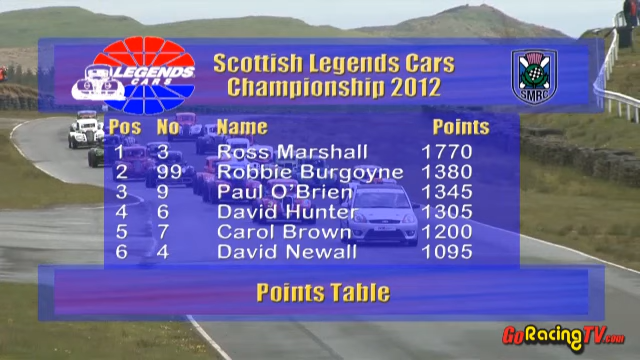 LEGENDS
CARS
Scottish Legends Cars
Championship 2012
SMRC
Pos No Name Points
1 3 Ross Marshall 1770
2 99 Robbie Burgoyne 1380
3 9 Paul O'Brien 1345
4 6 David Hunter 1305
5 7 Carol Brown 1200
6 4 David Newall 1095
Points Table
GoRacingTV.com